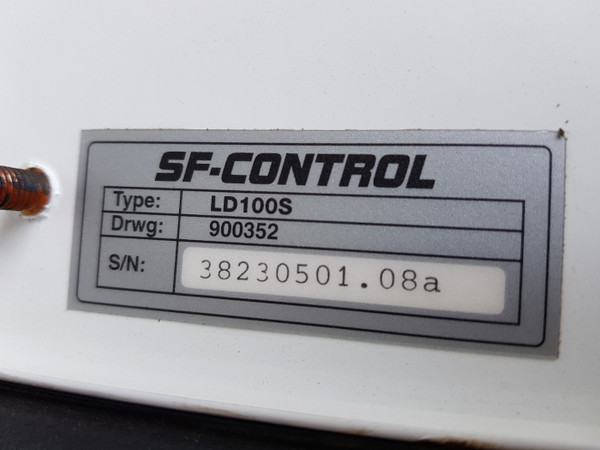 SF-CONTROL
Type: LD100S
Drwg: 900352
S/N: 38230501.08a